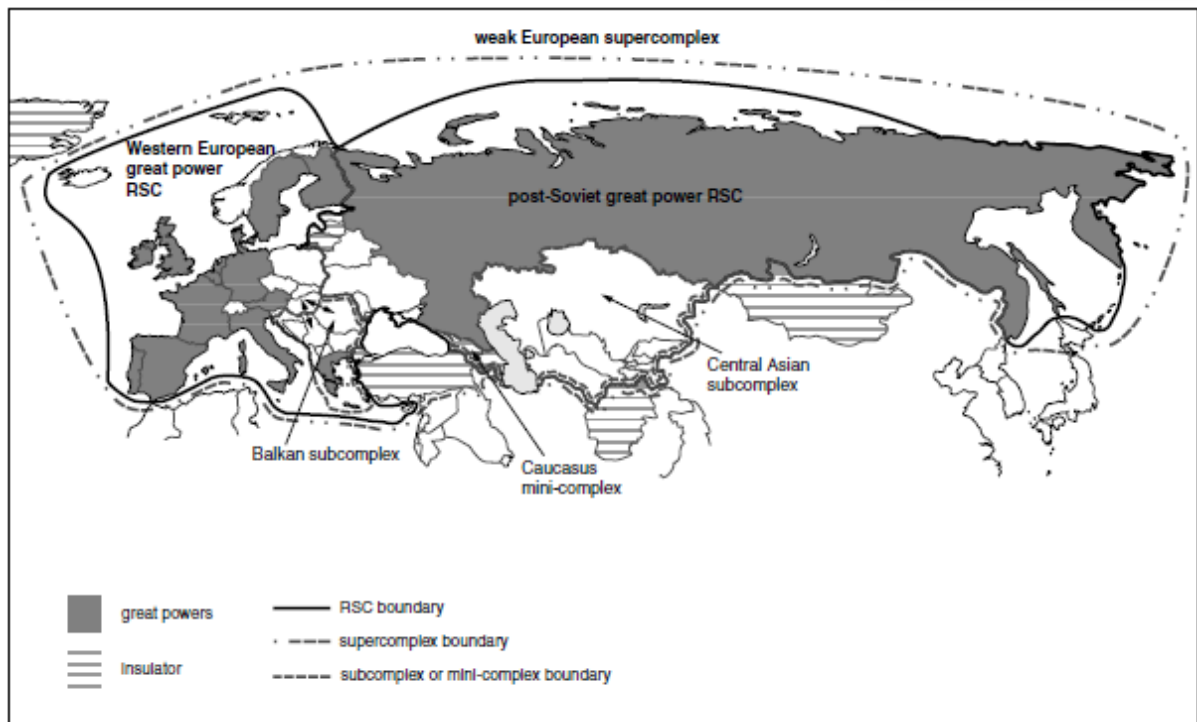 weak European supercomplex
Western European
great power
RSC
post-Soviet great power RSC
Central Asian
subcomplex
Balkan subcomplex
Caucasus
mini-complex
great powers
RSC boundary
supercomplex boundary
insulator
subcomplex or mini-complex boundary